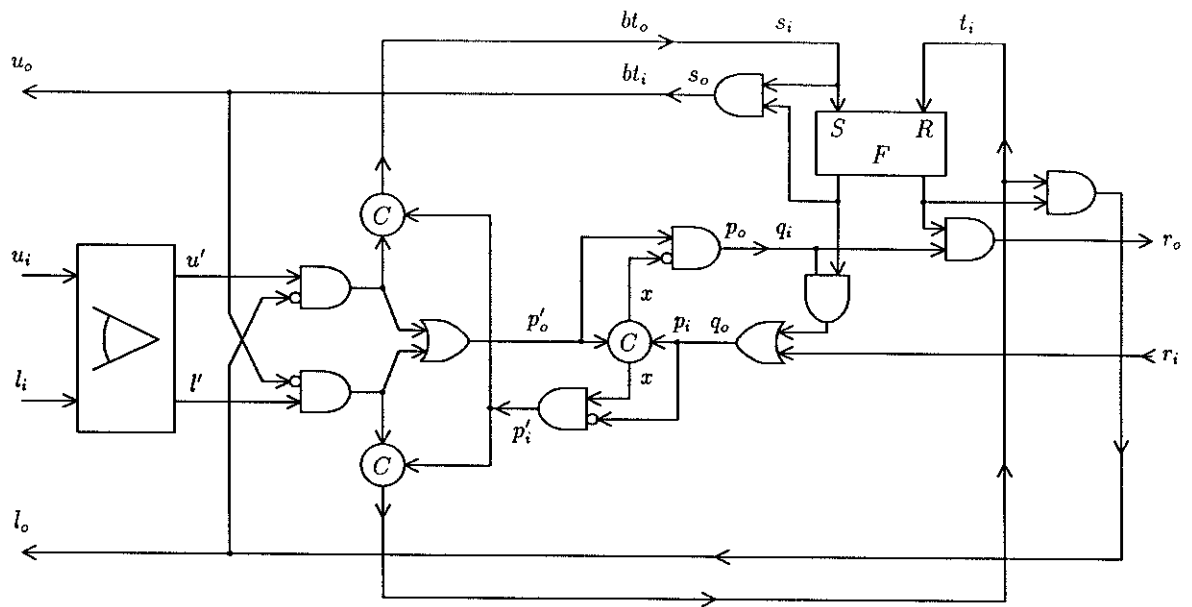 bt_o s_i t_i
u_o bt_i s_o
S R
F
C
u_i u' p_o q_i r_o
x
p'_o C p_i q_o
r_i
l_i l' x
p'_i
C
l_o